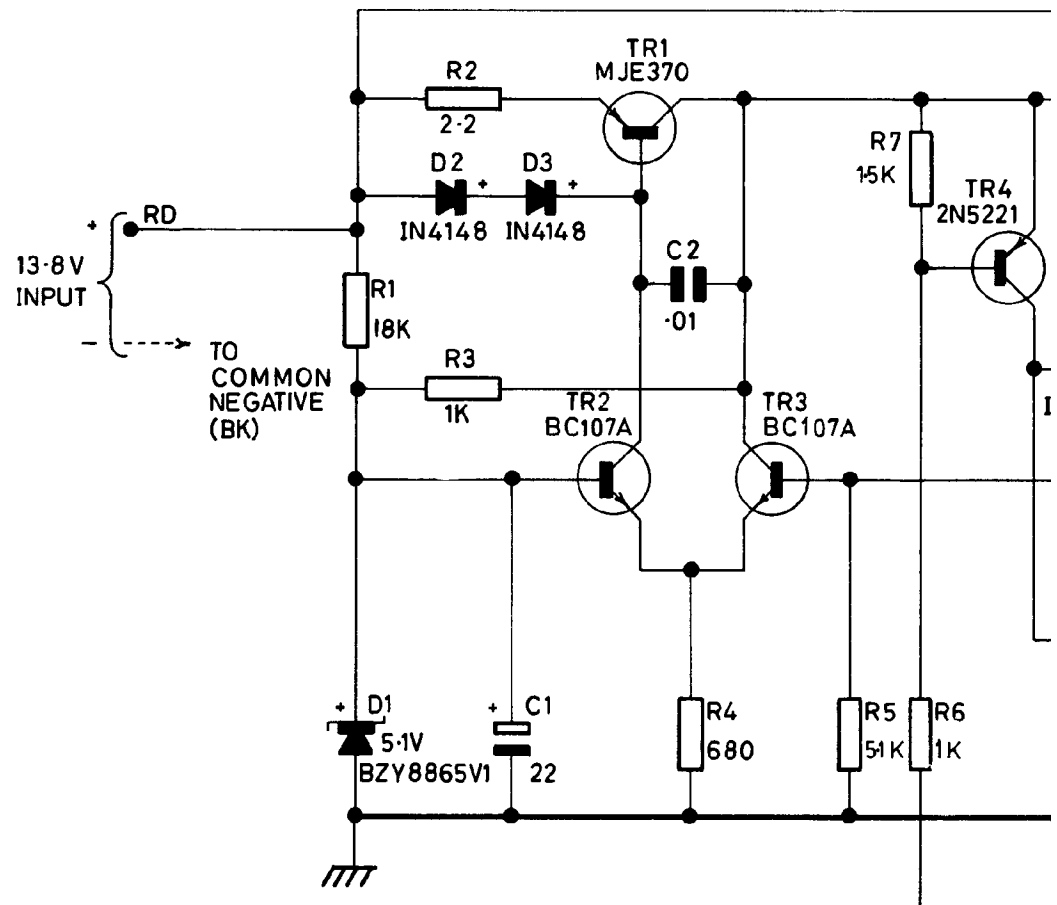 TR1
MJE370
R2
2·2
D2
D3
IN4148
IN4148
R7
1·5K
TR4
2N5221
+
+
+
RD
13·8V
INPUT
−
TO
COMMON
NEGATIVE
(BK)
R1
18K
C2
·01
R3
1K
TR2
BC107A
TR3
BC107A
I
+
D1
5·1V
BZY8865V1
+
C1
22
R4
680
R5
5·1K
R6
1K